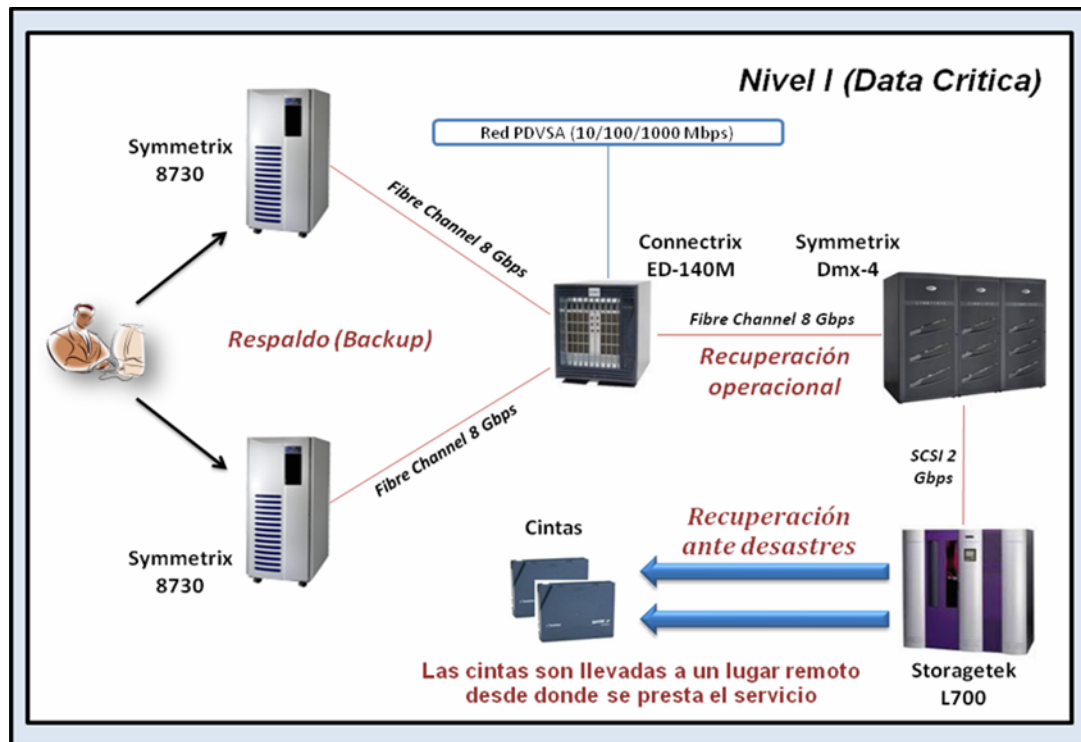 Nivel I (Data Critica)
Symmetrix
8730
Red PDVSA (10/100/1000 Mbps)
Fibre Channel 8 Gbps
Connectrix
ED-140M
Symmetrix
Dmx-4
Respaldo (Backup)
Fibre Channel 8 Gbps
Recuperación
operacional
Fibre Channel 8 Gbps
SCSI 2
Gbps
Symmetrix
8730
Cintas
Recuperación
ante desastres
Las cintas son llevadas a un lugar remoto
desde donde se presta el servicio
Storagetek
L700